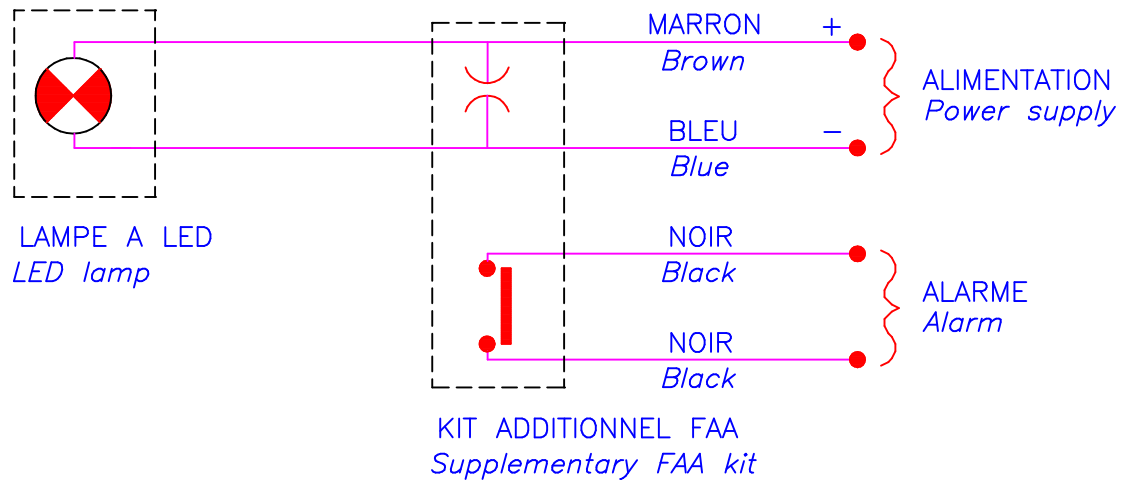 MARRON +
Brown
ALIMENTATION
Power supply
BLEU –
Blue
LAMPE A LED
LED lamp
NOIR
Black
ALARME
Alarm
NOIR
Black
KIT ADDITIONNEL FAA
Supplementary FAA kit